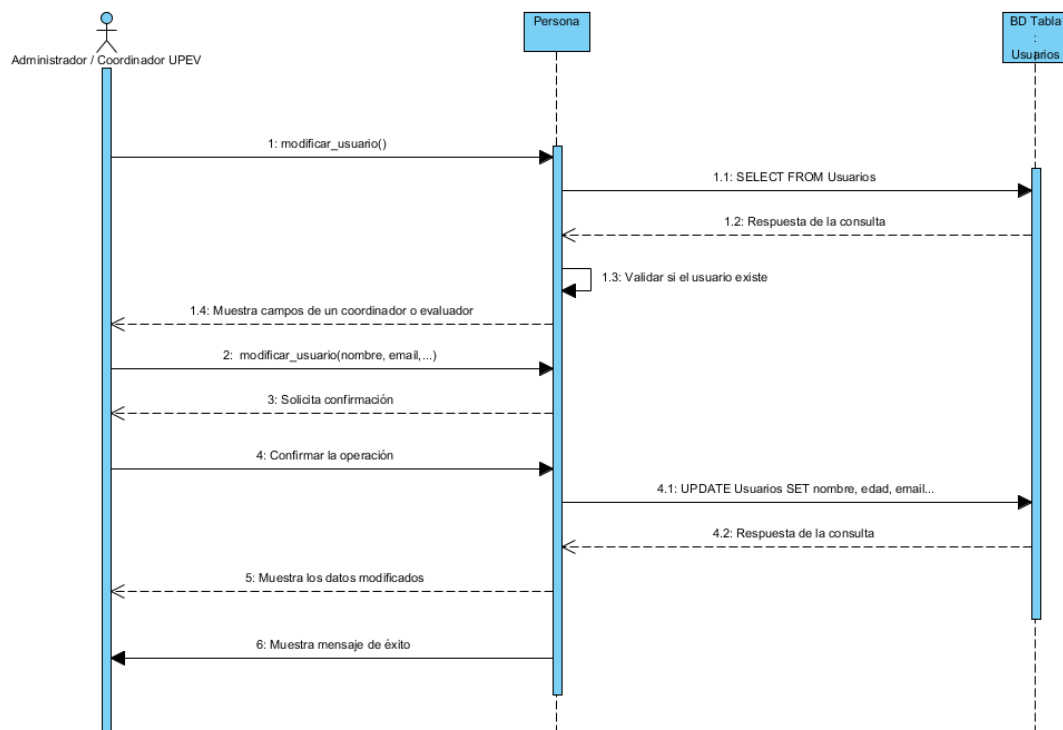 Persona
BD Tabla
:
Usuarios
Administrador / Coordinador UPEV
1: modificar_usuario()
1.1: SELECT FROM Usuarios
1.2: Respuesta de la consulta
1.3: Validar si el usuario existe
1.4: Muestra campos de un coordinador o evaluador
2: modificar_usuario(nombre, email,...)
3: Solicita confirmación
4: Confirmar la operación
4.1: UPDATE Usuarios SET nombre, edad, email...
4.2: Respuesta de la consulta
5: Muestra los datos modificados
6: Muestra mensaje de éxito